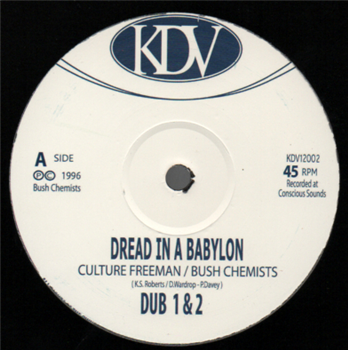 KDV
A SIDE
℗© 1996
Bush Chemists
KDV12002
45 RPM
Recorded at
Conscious Sounds
DREAD IN A BABYLON
CULTURE FREEMAN / BUSH CHEMISTS
( K.S. Roberts / D.Wardrop - P.Davey )
DUB 1 & 2